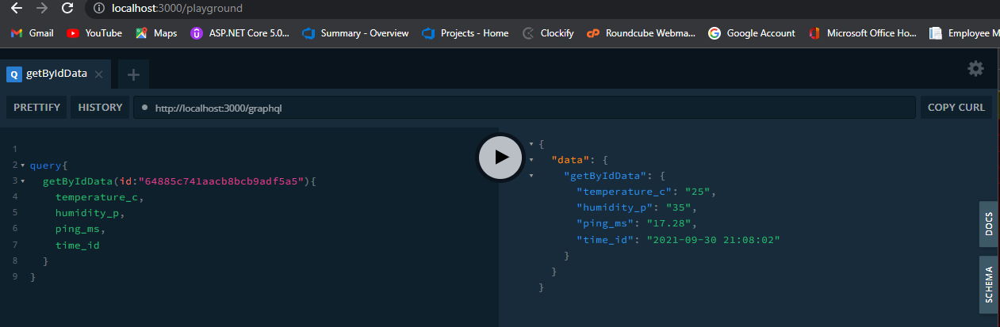 localhost:3000/playground
Gmail YouTube Maps ASP.NET Core 5.0... Summary - Overview Projects - Home Clockify Roundcube Webma... Google Account Microsoft Office Ho... Employee M
Q getByIdData × +
PRETTIFY HISTORY http://localhost:3000/graphql COPY CURL
1
2 query{
3 getByIdData(id:"64885c741aacb8bcb9adf5a5"){
4 temperature_c,
5 humidity_p,
6 ping_ms,
7 time_id
8 }
9 }
{
"data": {
"getByIdData": {
"temperature_c": "25",
"humidity_p": "35",
"ping_ms": "17.28",
"time_id": "2021-09-30 21:08:02"
}
}
}
DOCS
SCHEMA